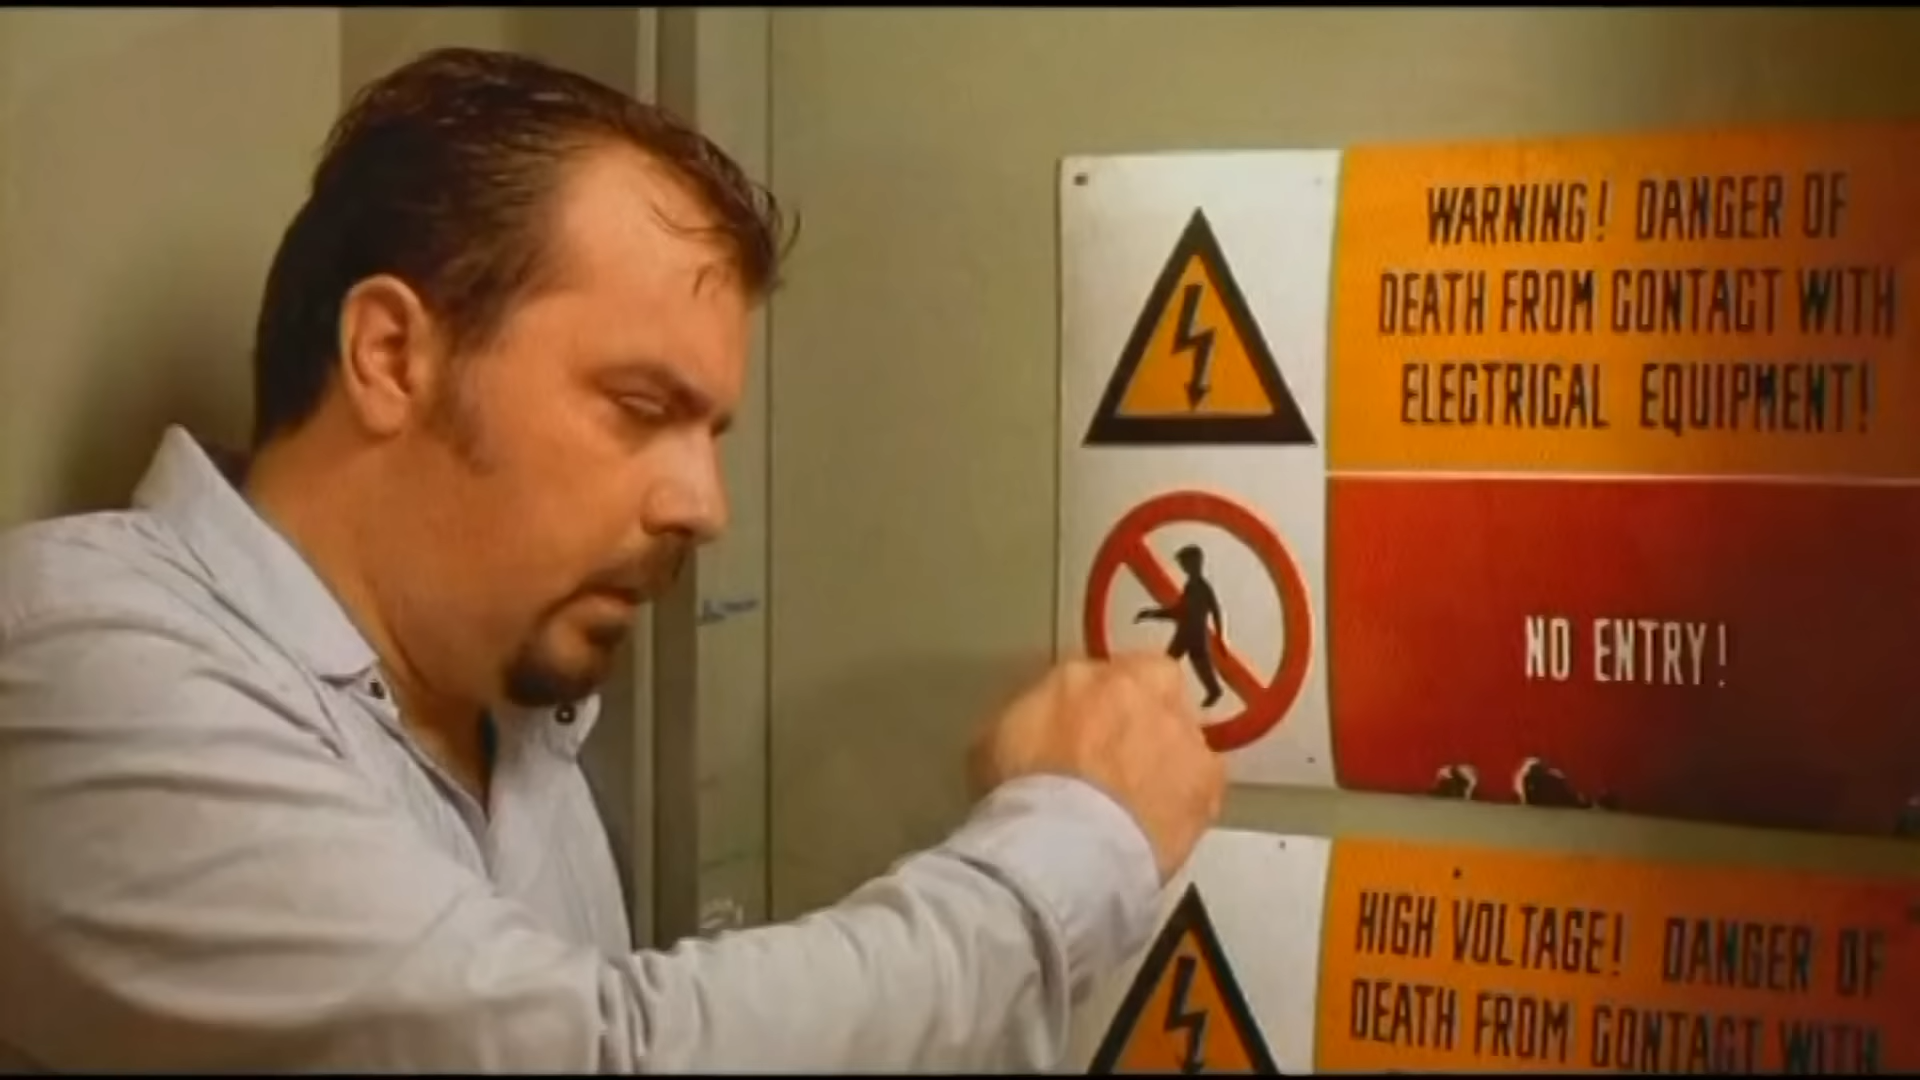 WARNING! DANGER OF
DEATH FROM CONTACT WITH
ELECTRICAL EQUIPMENT!
NO ENTRY!
HIGH VOLTAGE! DANGER OF
DEATH FROM CONTACT WITH